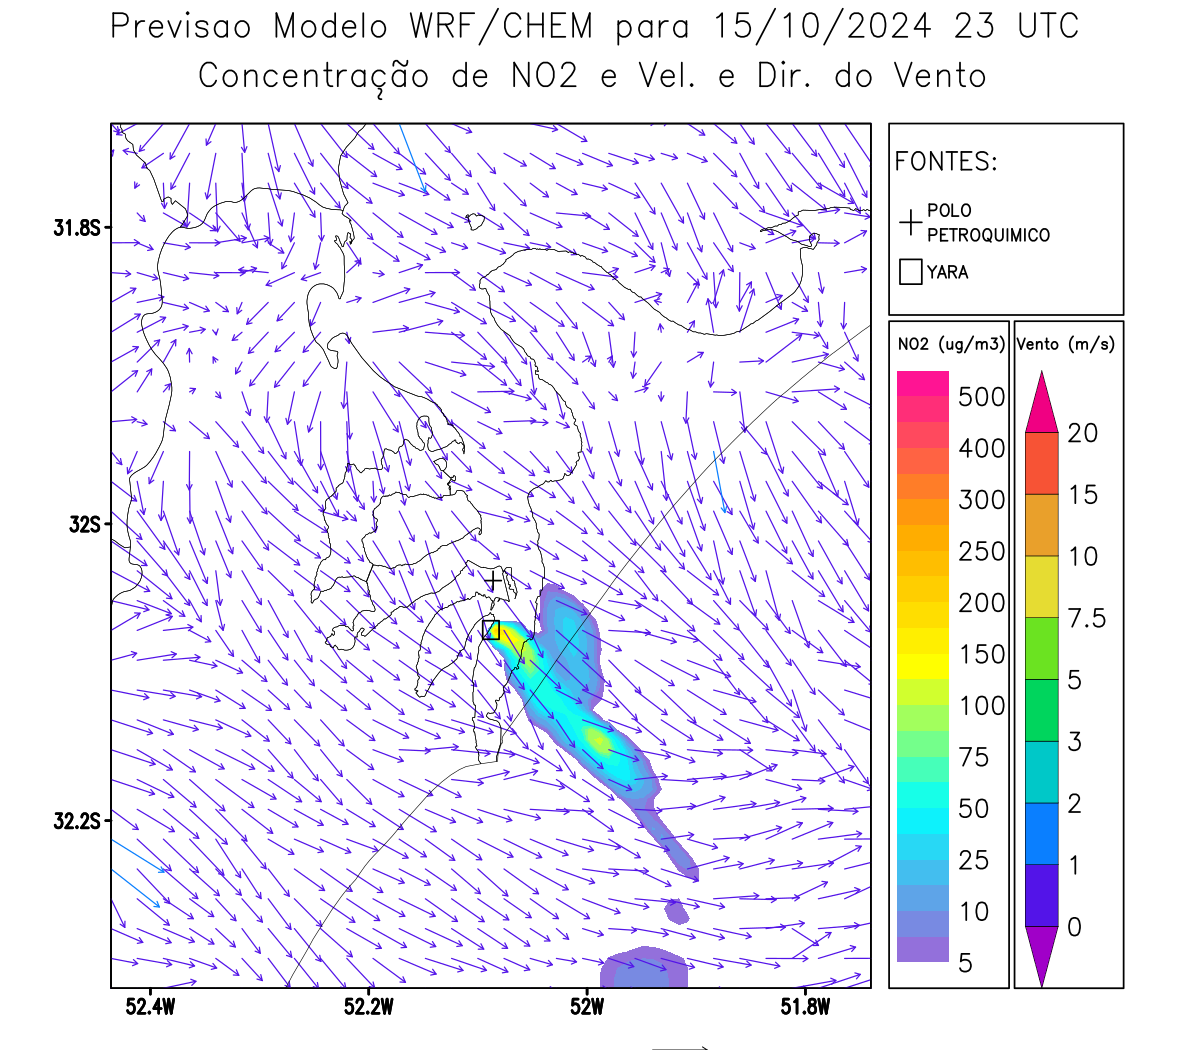 Previsao Modelo WRF/CHEM para 15/10/2024 23 UTC
Concentração de NO2 e Vel. e Dir. do Vento
FONTES:
POLO
PETROQUIMICO
YARA
NO2 (ug/m3)
500
400
300
250
200
150
100
75
50
25
10
5
Vento (m/s)
20
15
10
7.5
5
3
2
1
0
31.8S
32S
32.2S
52.4W
52.2W
52W
51.8W